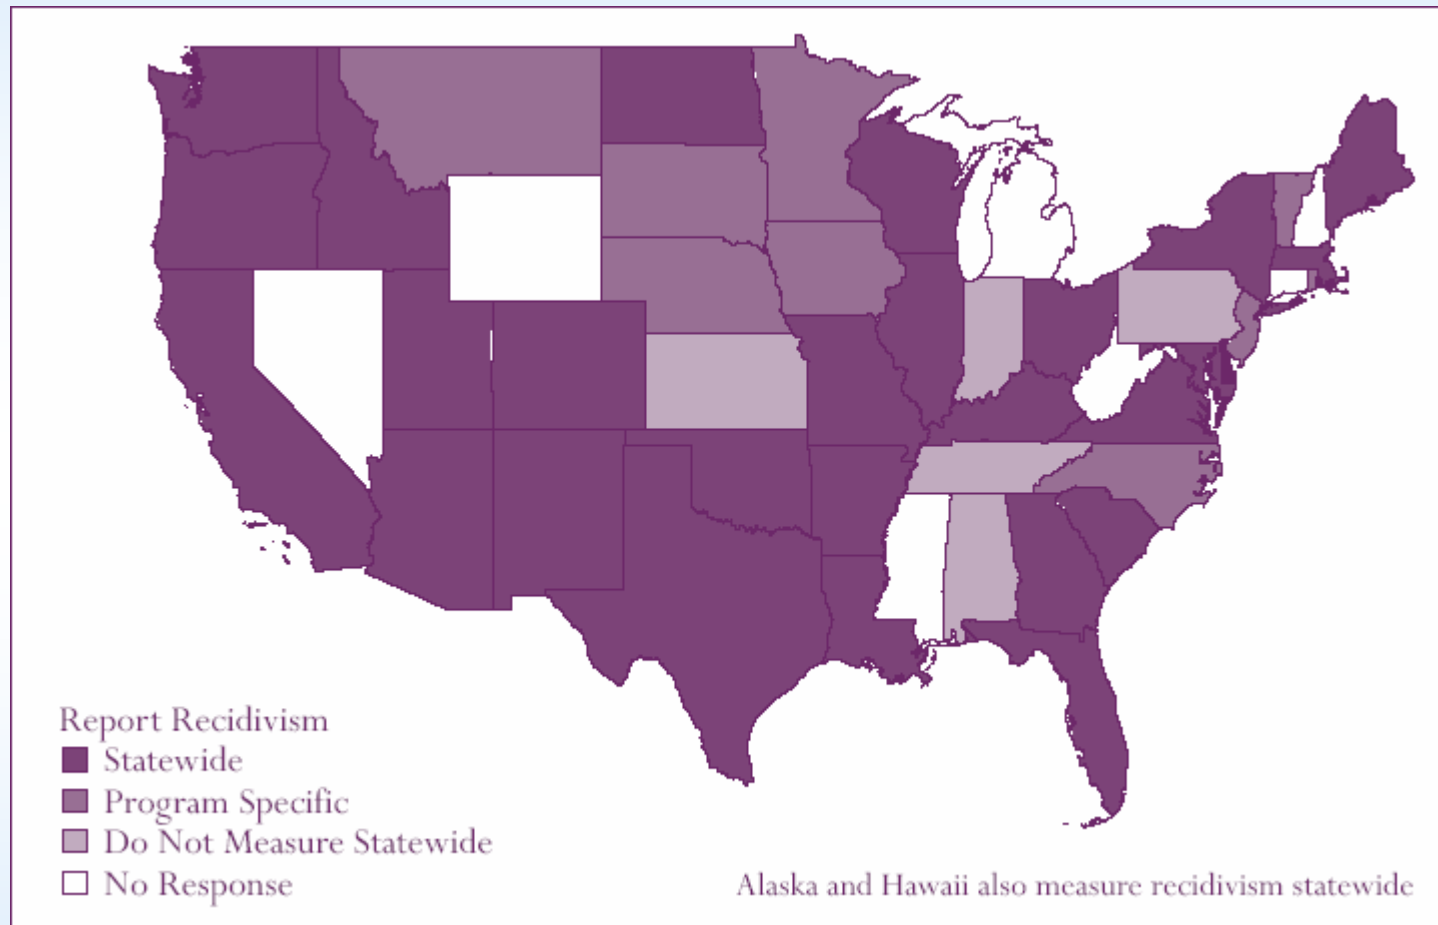 Report Recidivism
Statewide
Program Specific
Do Not Measure Statewide
No Response
Alaska and Hawaii also measure recidivism statewide